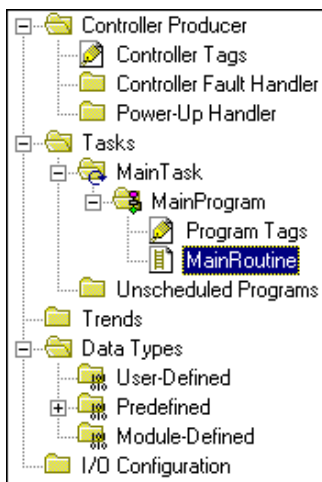 Controller Producer
Controller Tags
Controller Fault Handler
Power-Up Handler
Tasks
MainTask
MainProgram
Program Tags
MainRoutine
Unscheduled Programs
Trends
Data Types
User-Defined
Predefined
Module-Defined
I/O Configuration